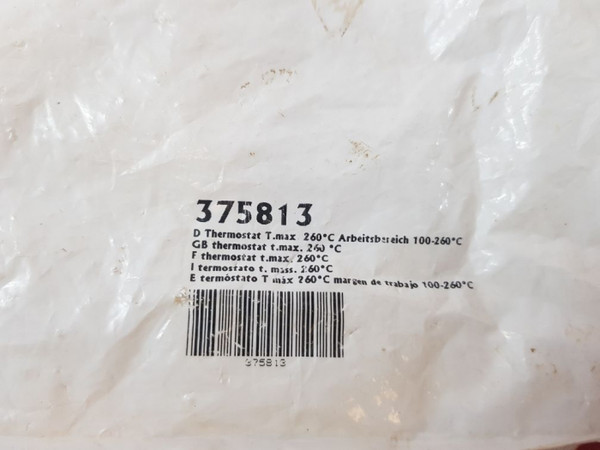 375813
D Thermostat T.max 260°C Arbeitsbereich 100-260°C
GB thermostat t.max. 260 °C
F thermostat t.max. 260°C
I termostato t. mass. 260°C
E termóstato T máx 260°C margen de trabajo 100-260°C
375813